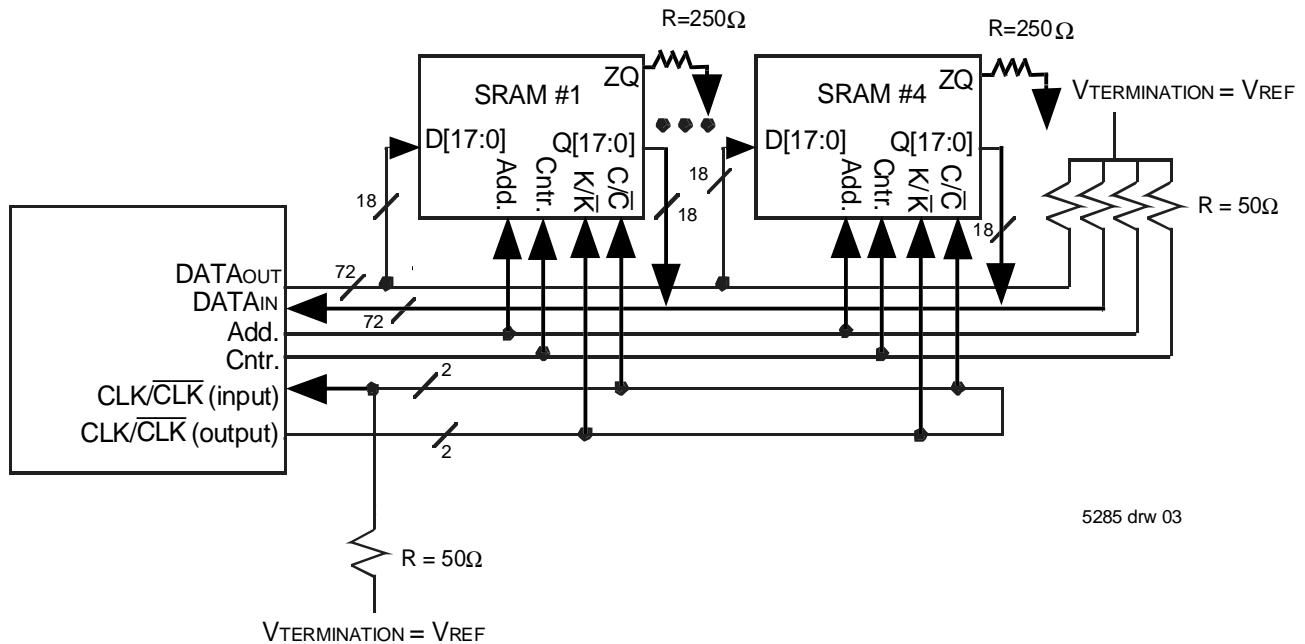 R=250Ω
R=250Ω
ZQ
ZQ
SRAM #1
SRAM #4
VTERMINATION = VREF
D[17:0]
Q[17:0]
D[17:0]
Q[17:0]
Add.
Cntr.
K/K̅
C/C̅
Add.
Cntr.
K/K̅
C/C̅
18
18
18
18
R = 50Ω
DATAOUT
72
DATAIN
72
Add.
Cntr.
CLK/C̅L̅K̅ (input)
2
CLK/C̅L̅K̅ (output)
2
5285 drw 03
R = 50Ω
VTERMINATION = VREF